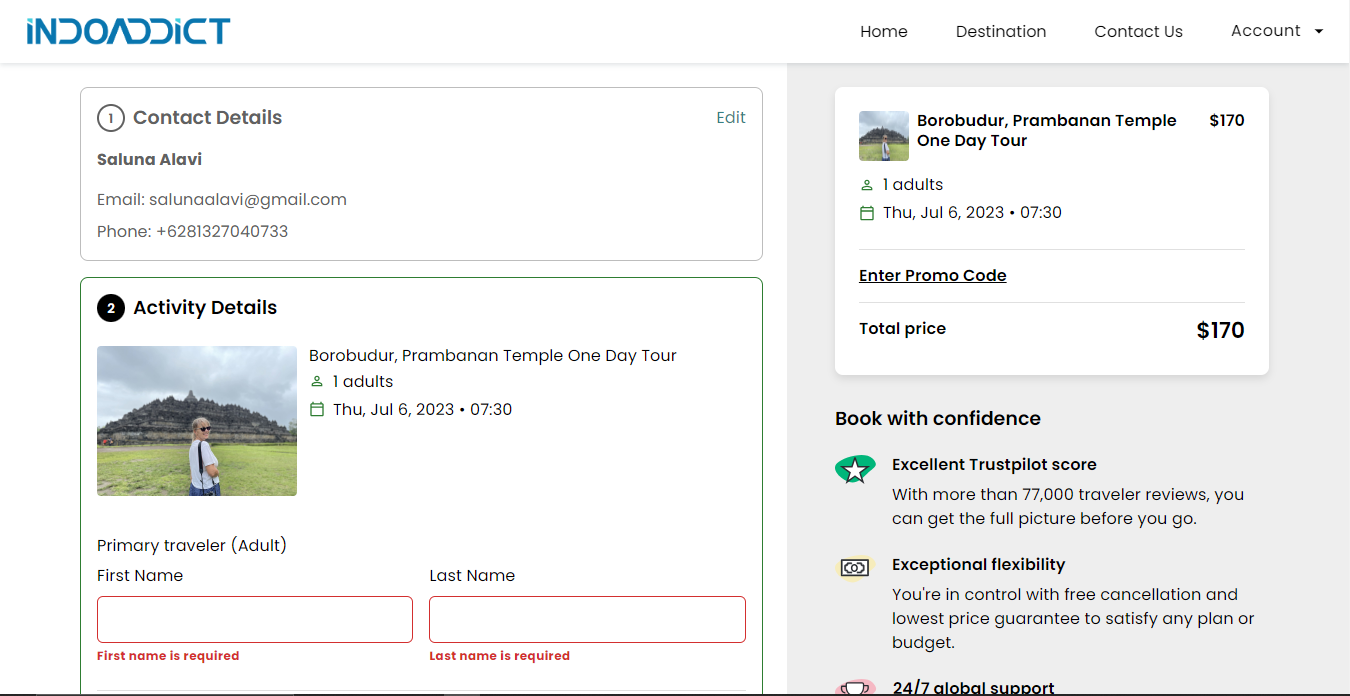 INDOADDICT
Home
Destination
Contact Us
Account
1
Contact Details
Edit
Saluna Alavi
Email: salunaalavi@gmail.com
Phone: +6281327040733
2
Activity Details
Borobudur, Prambanan Temple One Day Tour
1 adults
Thu, Jul 6, 2023 • 07:30
Primary traveler (Adult)
First Name
Last Name
First name is required
Last name is required
Borobudur, Prambanan Temple
One Day Tour
$170
1 adults
Thu, Jul 6, 2023 • 07:30
Enter Promo Code
Total price
$170
Book with confidence
Excellent Trustpilot score
With more than 77,000 traveler reviews, you
can get the full picture before you go.
Exceptional flexibility
You're in control with free cancellation and
lowest price guarantee to satisfy any plan or
budget.
24/7 global support